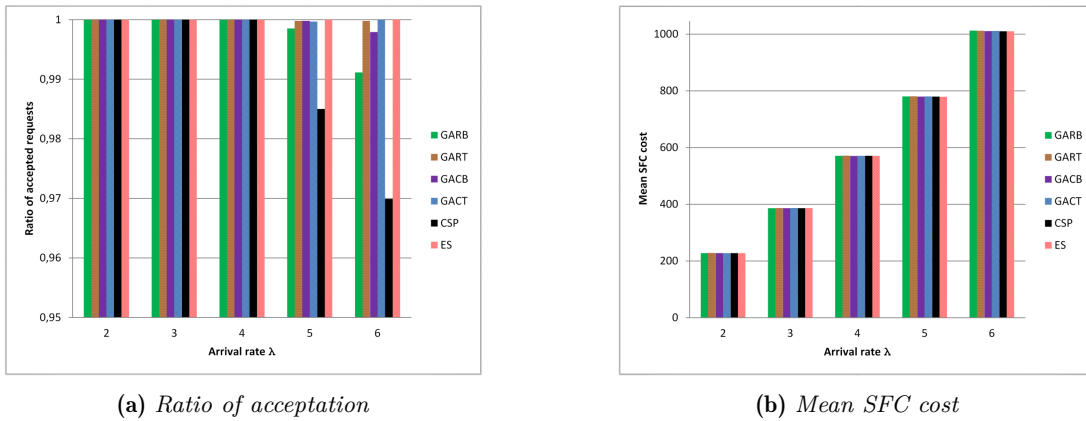 Ratio of accepted requests
1
0,99
0,98
0,97
0,96
0,95
2 3 4 5 6
Arrival rate λ
GARB
GART
GACB
GACT
CSP
ES
(a) Ratio of acceptation
Mean SFC cost
1000
800
600
400
200
0
2 3 4 5 6
Arrival rate λ
GARB
GART
GACB
GACT
CSP
ES
(b) Mean SFC cost